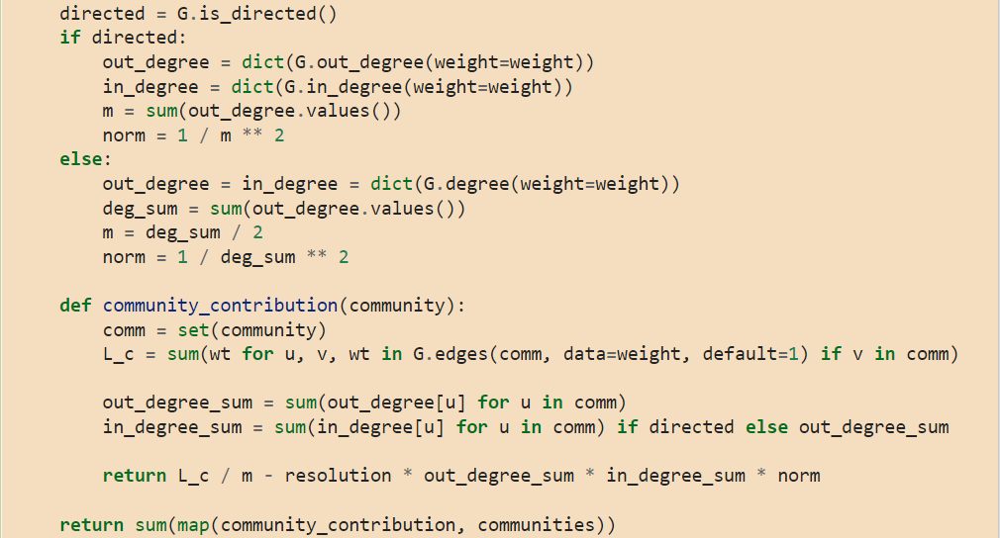 directed = G.is_directed()
if directed:
    out_degree = dict(G.out_degree(weight=weight))
    in_degree = dict(G.in_degree(weight=weight))
    m = sum(out_degree.values())
    norm = 1 / m ** 2
else:
    out_degree = in_degree = dict(G.degree(weight=weight))
    deg_sum = sum(out_degree.values())
    m = deg_sum / 2
    norm = 1 / deg_sum ** 2

def community_contribution(community):
    comm = set(community)
    L_c = sum(wt for u, v, wt in G.edges(comm, data=weight, default=1) if v in comm)

    out_degree_sum = sum(out_degree[u] for u in comm)
    in_degree_sum = sum(in_degree[u] for u in comm) if directed else out_degree_sum

    return L_c / m - resolution * out_degree_sum * in_degree_sum * norm

return sum(map(community_contribution, communities))